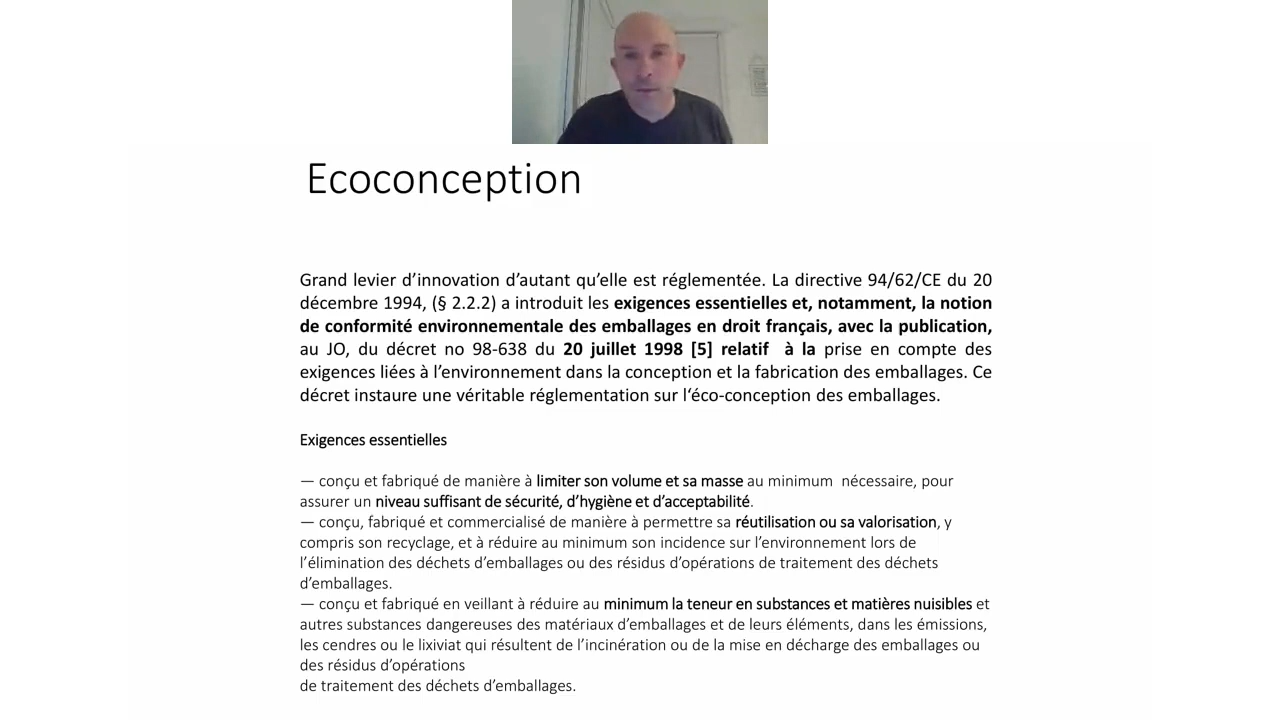 Ecoconception
Grand levier d’innovation d’autant qu’elle est réglementée. La directive 94/62/CE du 20
décembre 1994, (§ 2.2.2) a introduit les exigences essentielles et, notamment, la notion
de conformité environnementale des emballages en droit français, avec la publication,
au JO, du décret no 98-638 du 20 juillet 1998 [5] relatif  à la prise en compte des
exigences liées à l’environnement dans la conception et la fabrication des emballages. Ce
décret instaure une véritable réglementation sur l‘éco-conception des emballages.
Exigences essentielles
— conçu et fabriqué de manière à limiter son volume et sa masse au minimum  nécessaire, pour
assurer un niveau suffisant de sécurité, d’hygiène et d’acceptabilité.
— conçu, fabriqué et commercialisé de manière à permettre sa réutilisation ou sa valorisation, y
compris son recyclage, et à réduire au minimum son incidence sur l’environnement lors de
l’élimination des déchets d’emballages ou des résidus d’opérations de traitement des déchets
d’emballages.
— conçu et fabriqué en veillant à réduire au minimum la teneur en substances et matières nuisibles et
autres substances dangereuses des matériaux d’emballages et de leurs éléments, dans les émissions,
les cendres ou le lixiviat qui résultent de l’incinération ou de la mise en décharge des emballages ou
des résidus d’opérations
de traitement des déchets d’emballages.